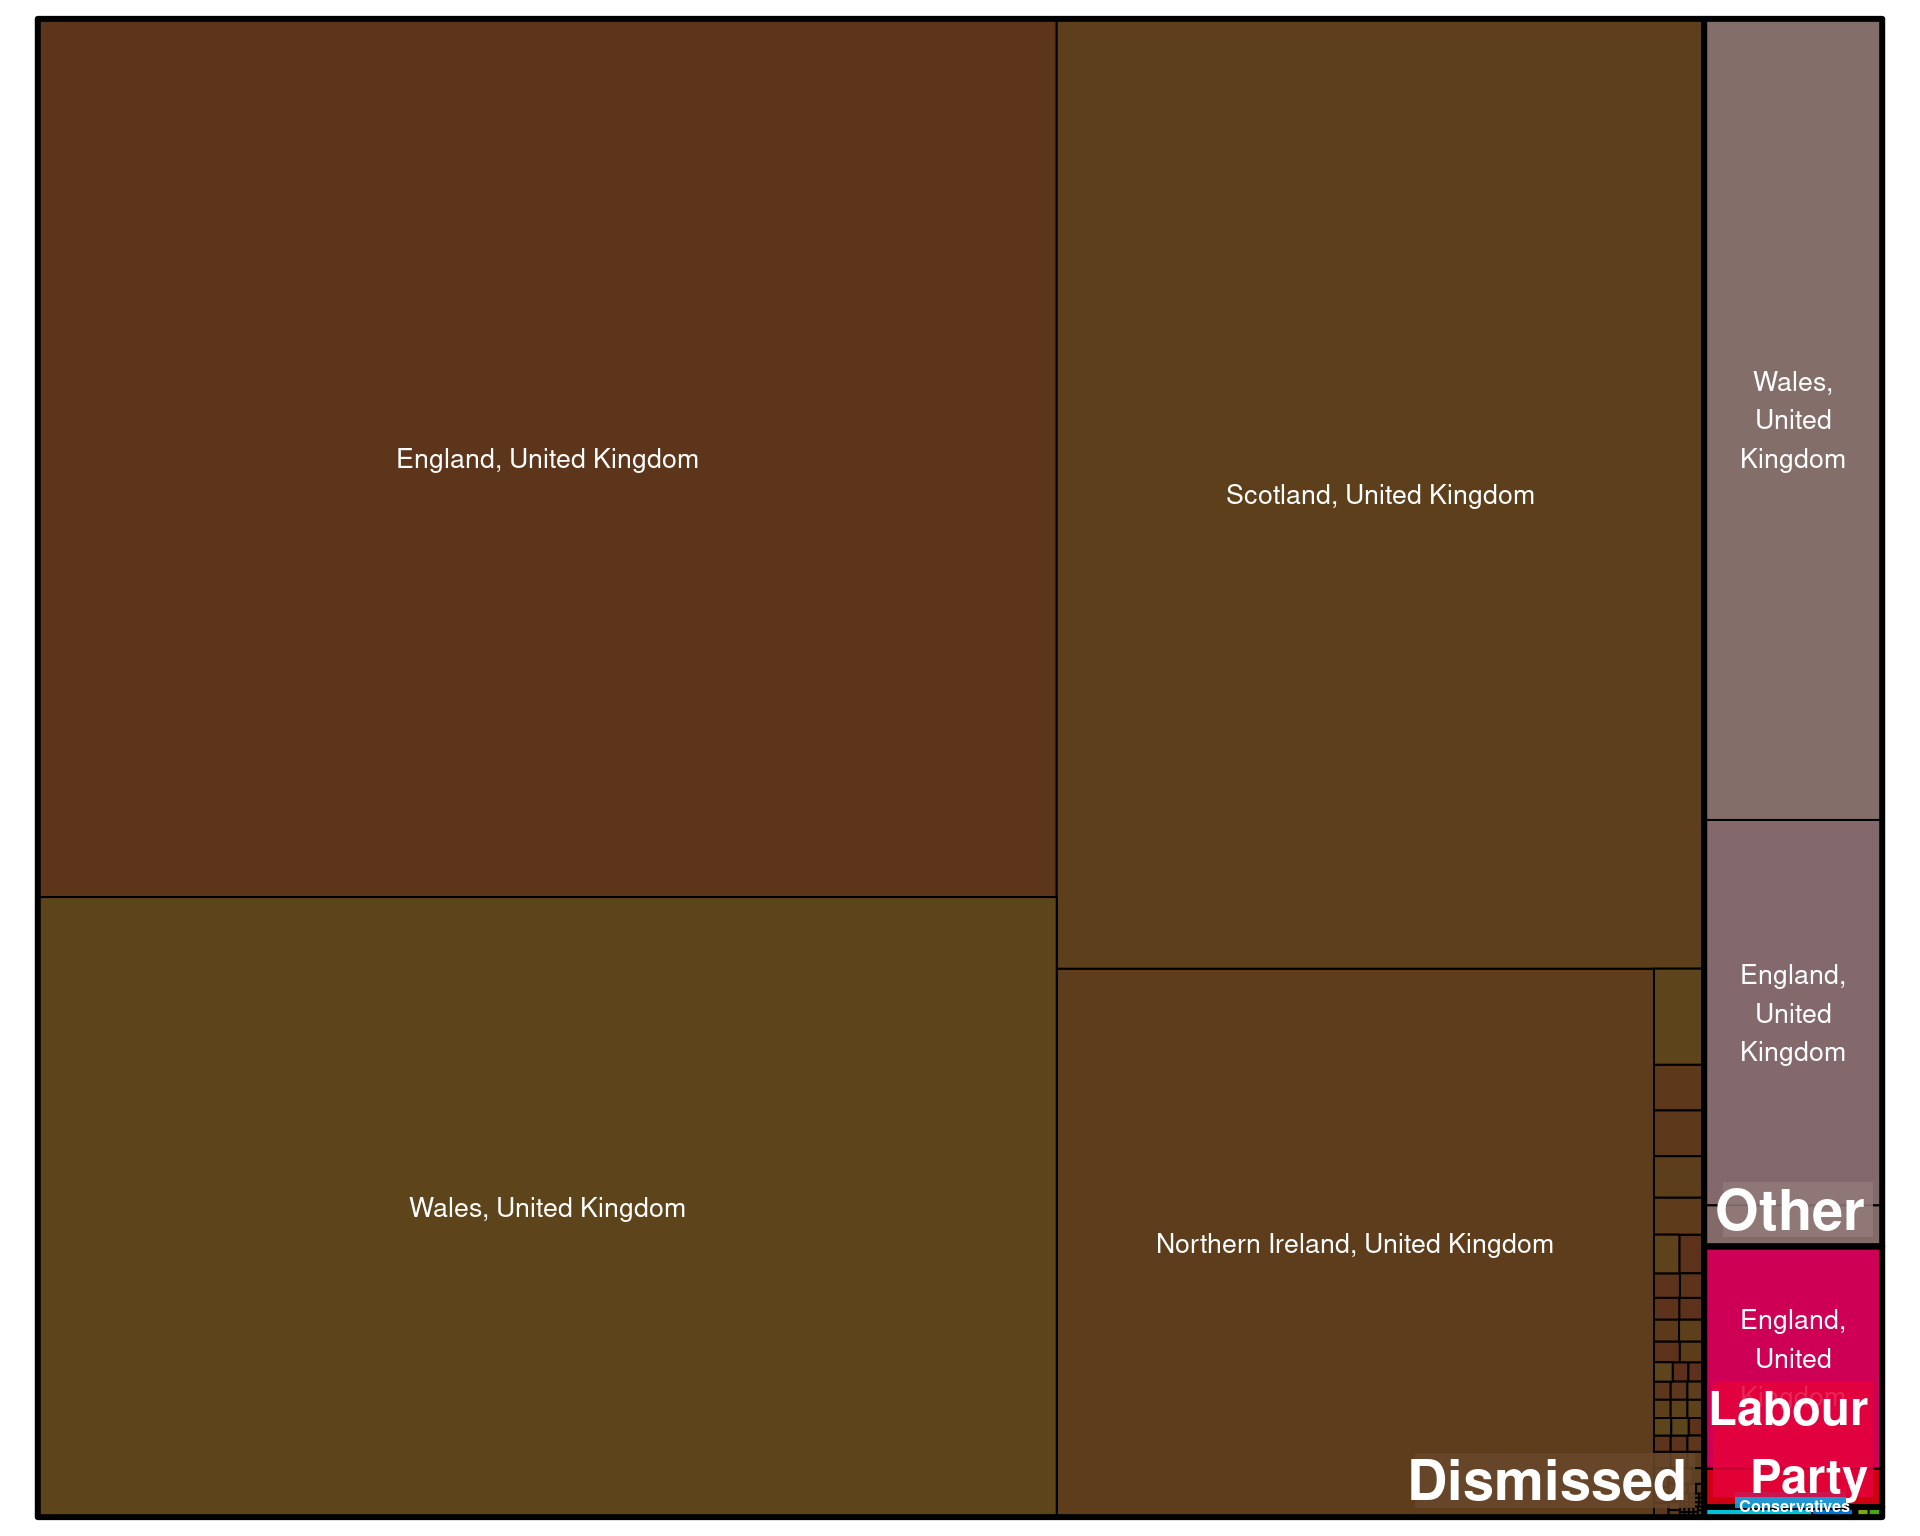 England, United Kingdom
Scotland, United Kingdom
Wales,
United
Kingdom
Wales, United Kingdom
Northern Ireland, United Kingdom
Dismissed
England,
United
Kingdom
Other
England,
United
Kingdom
Labour
Party
Conservatives